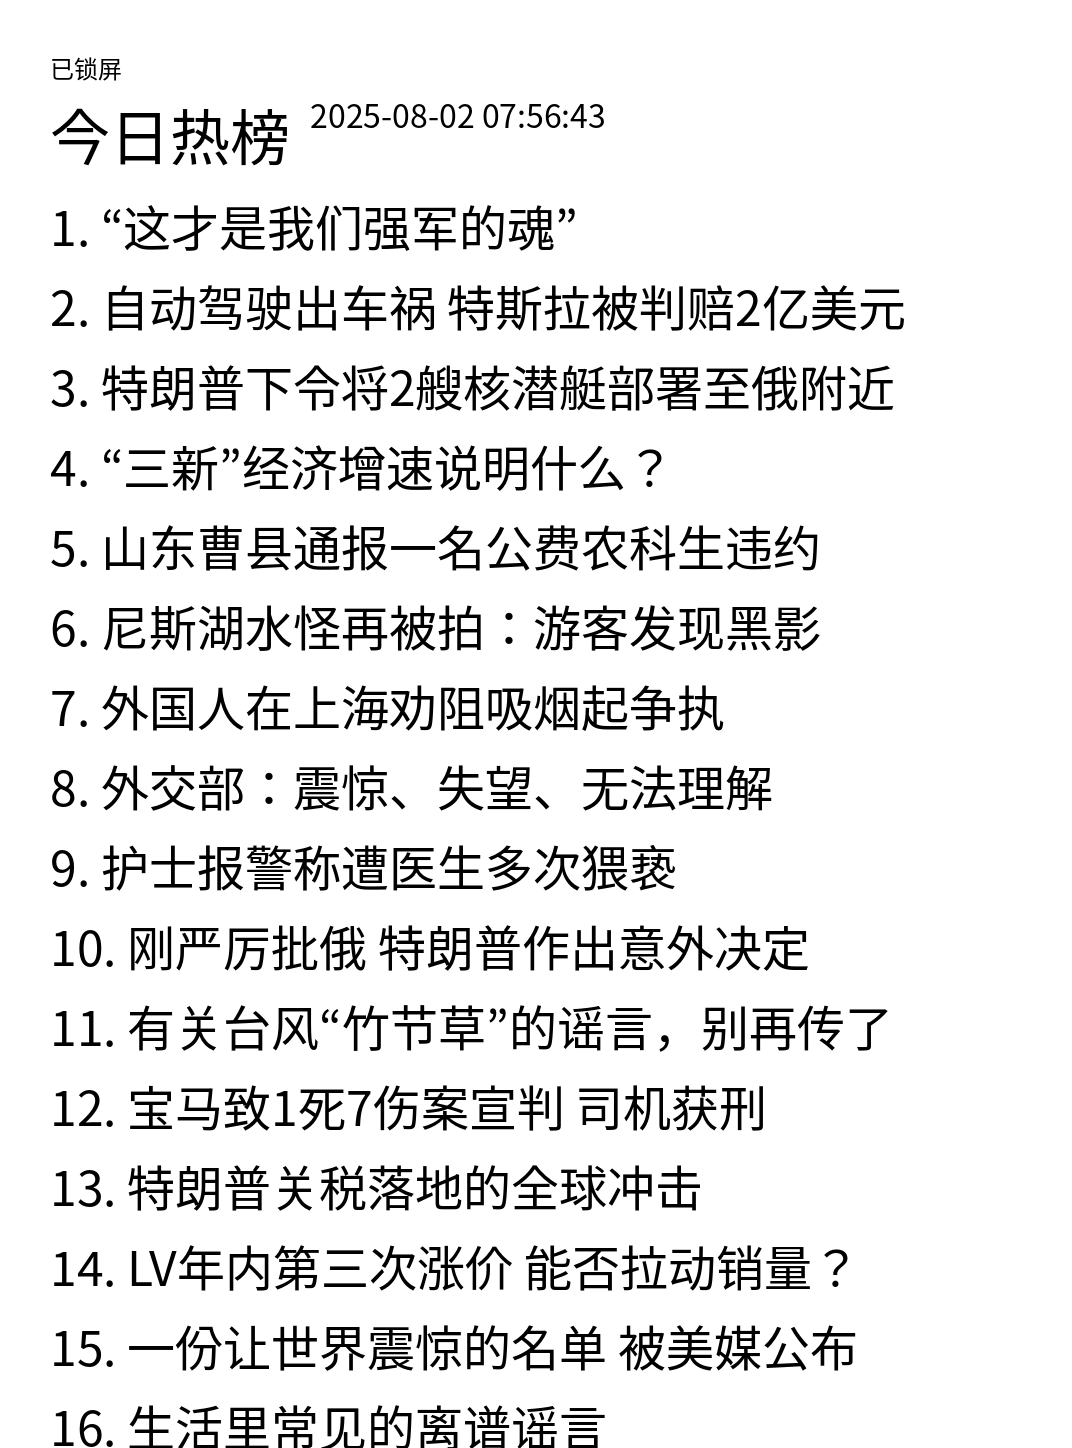 已锁屏
今日热榜 2025-08-02 07:56:43
1. “这才是我们强军的魂”
2. 自动驾驶出车祸 特斯拉被判赔2亿美元
3. 特朗普下令将2艘核潜艇部署至俄附近
4. “三新”经济增速说明什么？
5. 山东曹县通报一名公费农科生违约
6. 尼斯湖水怪再被拍：游客发现黑影
7. 外国人在上海劝阻吸烟起争执
8. 外交部：震惊、失望、无法理解
9. 护士报警称遭医生多次猥亵
10. 刚严厉批俄 特朗普作出意外决定
11. 有关台风“竹节草”的谣言，别再传了
12. 宝马致1死7伤案宣判 司机获刑
13. 特朗普关税落地的全球冲击
14. LV年内第三次涨价 能否拉动销量？
15. 一份让世界震惊的名单 被美媒公布
16. 生活里常见的离谱谣言